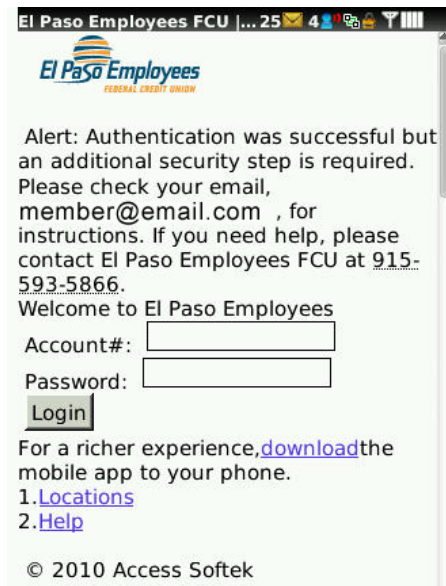 El Paso Employees FCU |... 25 4
El Paso Employees
FEDERAL CREDIT UNION
Alert: Authentication was successful but
an additional security step is required.
Please check your email,
member@email.com , for
instructions. If you need help, please
contact El Paso Employees FCU at 915-
593-5866.
Welcome to El Paso Employees
Account#:
Password:
Login
For a richer experience,downloadthe
mobile app to your phone.
1.Locations
2.Help
© 2010 Access Softek